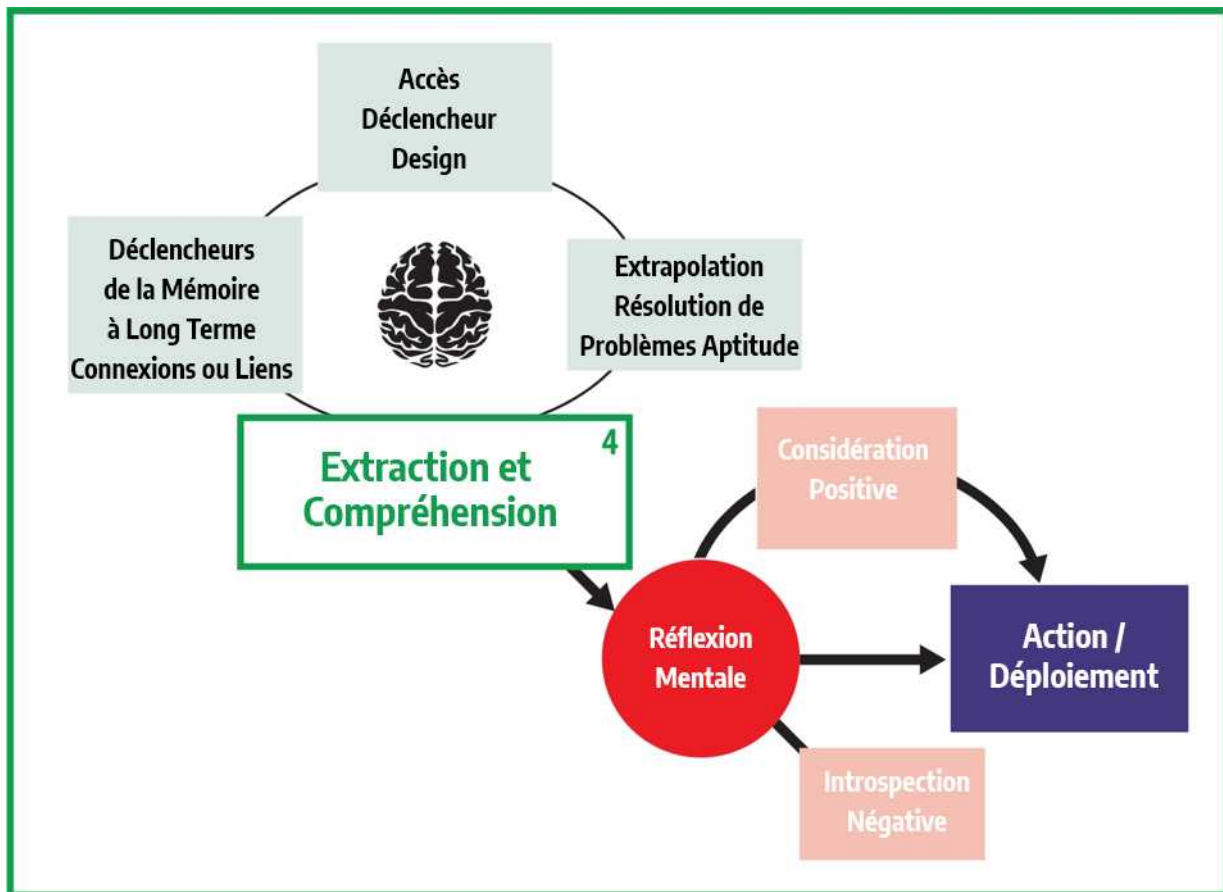 Accès
Déclencheur
Design
Déclencheurs
de la Mémoire
à Long Terme
Connexions ou Liens
Extrapolation
Résolution de
Problèmes Aptitude
4
Extraction et
Compréhension
Considération
Positive
Réflexion
Mentale
Action /
Déploiement
Introspection
Négative